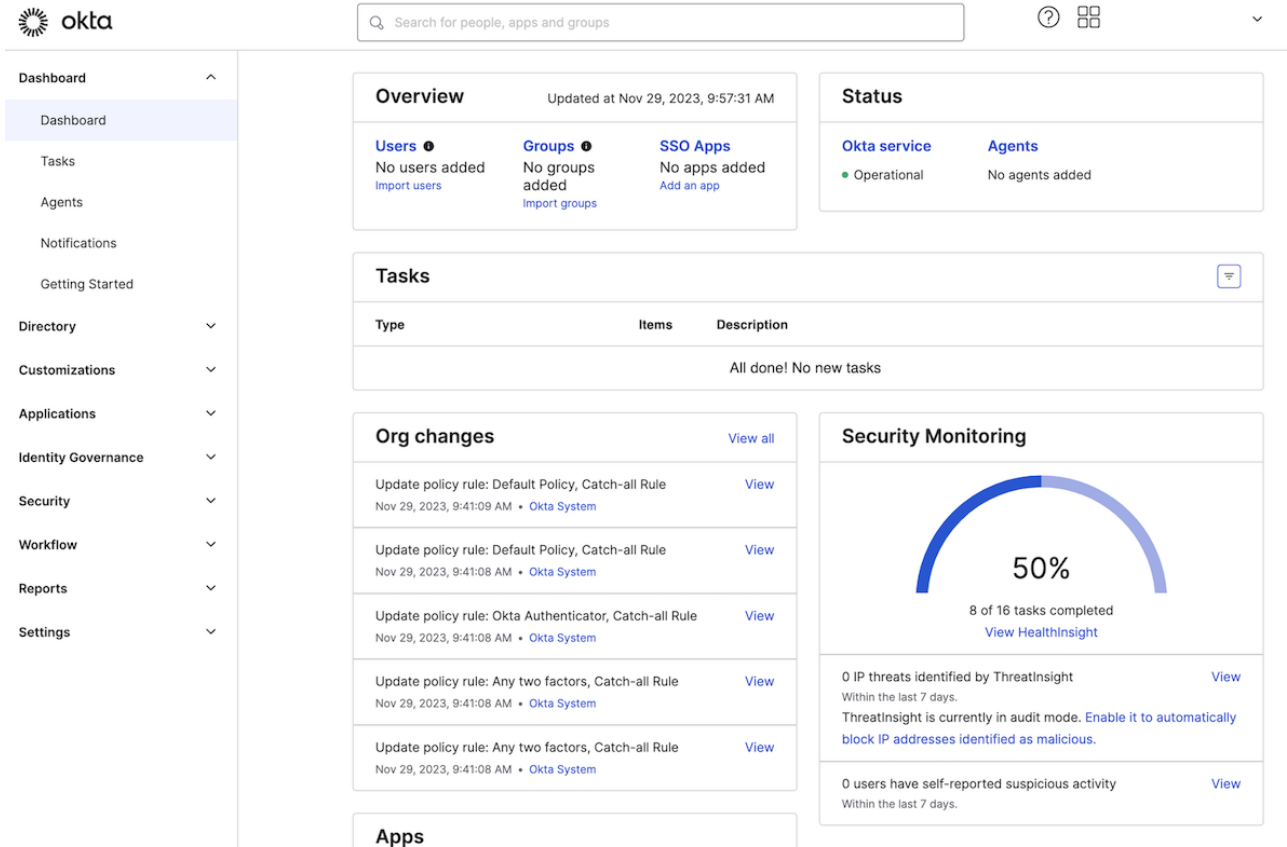 okta
Search for people, apps and groups
Dashboard
Dashboard
Tasks
Agents
Notifications
Getting Started
Directory
Customizations
Applications
Identity Governance
Security
Workflow
Reports
Settings
Overview
Updated at Nov 29, 2023, 9:57:31 AM
Users
No users added
Import users
Groups
No groups
added
Import groups
SSO Apps
No apps added
Add an app
Status
Okta service
Operational
Agents
No agents added
Tasks
Type Items Description
All done! No new tasks
Org changes
View all
Update policy rule: Default Policy, Catch-all Rule View
Nov 29, 2023, 9:41:09 AM • Okta System
Update policy rule: Default Policy, Catch-all Rule View
Nov 29, 2023, 9:41:08 AM • Okta System
Update policy rule: Okta Authenticator, Catch-all Rule View
Nov 29, 2023, 9:41:08 AM • Okta System
Update policy rule: Any two factors, Catch-all Rule View
Nov 29, 2023, 9:41:08 AM • Okta System
Update policy rule: Any two factors, Catch-all Rule View
Nov 29, 2023, 9:41:08 AM • Okta System
Security Monitoring
50%
8 of 16 tasks completed
View HealthInsight
0 IP threats identified by ThreatInsight View
Within the last 7 days.
ThreatInsight is currently in audit mode. Enable it to automatically
block IP addresses identified as malicious.
0 users have self-reported suspicious activity View
Within the last 7 days.
Apps